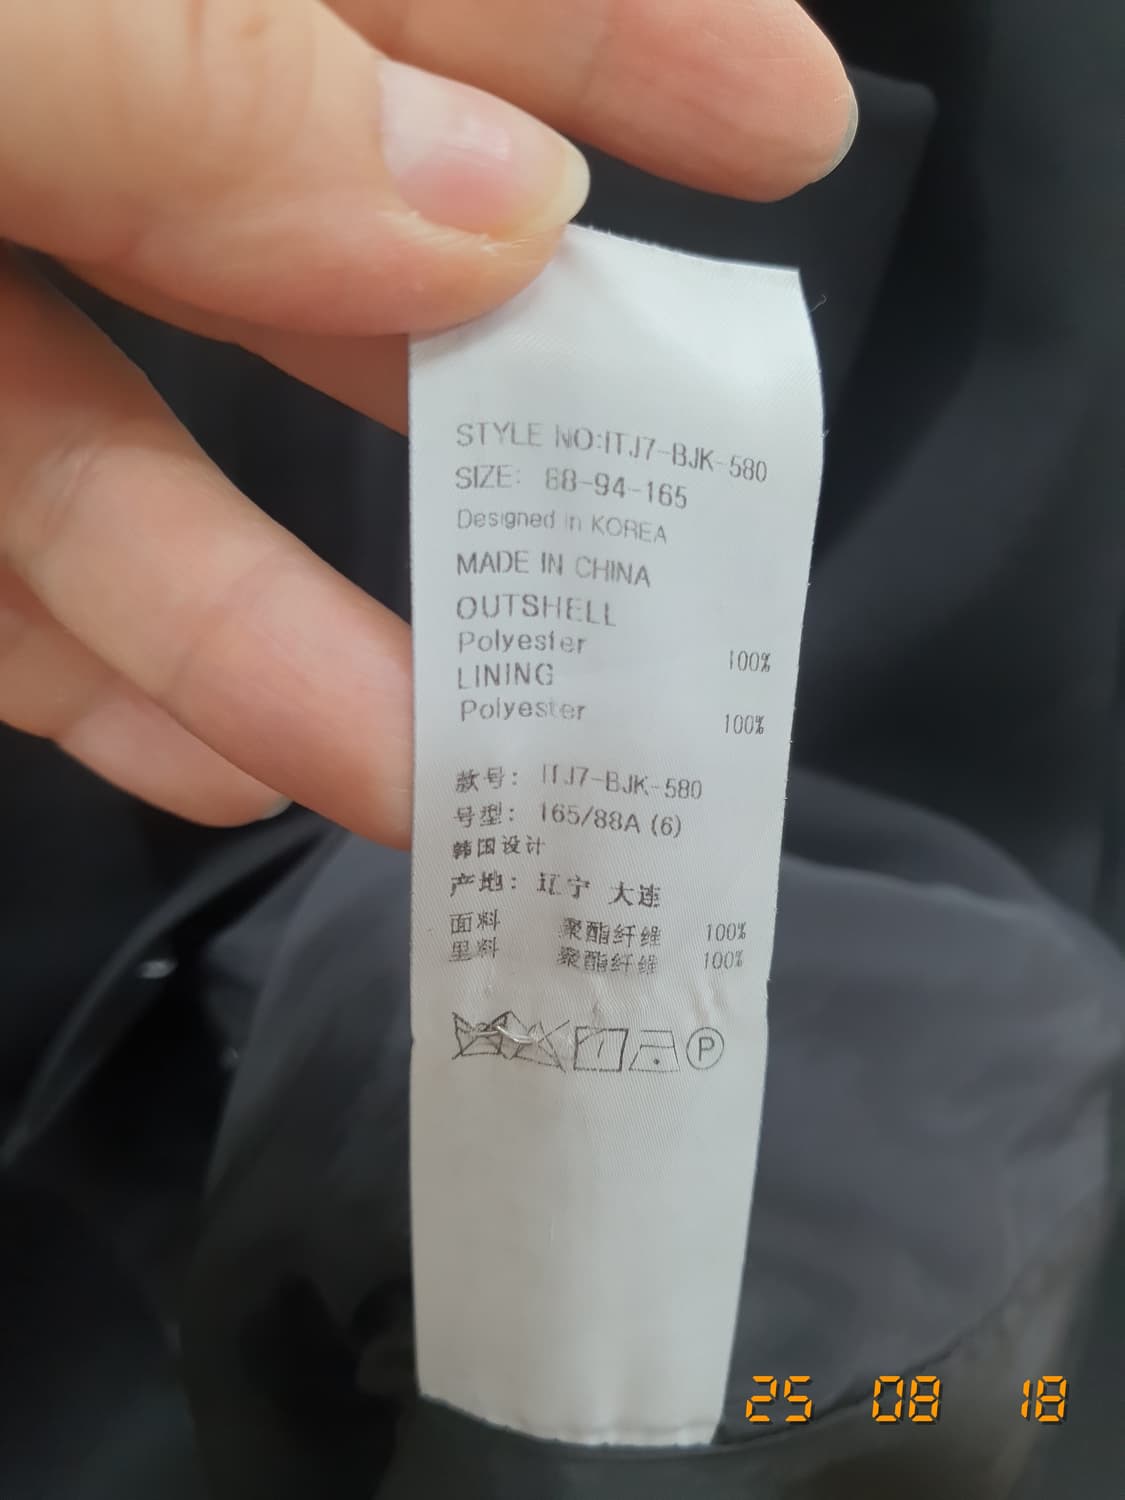 STYLE NO:ITJ7-BJK-580
SIZE: 88-94-165
Designed in KOREA
MADE IN CHINA
OUTSHELL
Polyester 100%
LINING
Polyester 100%
款号: ITJ7-BJK-580
号型: 165/88A (6)
韩国设计
产地: 辽宁 大连
面料 聚酯纤维 100%
里料 聚酯纤维 100%
P
25 08 18